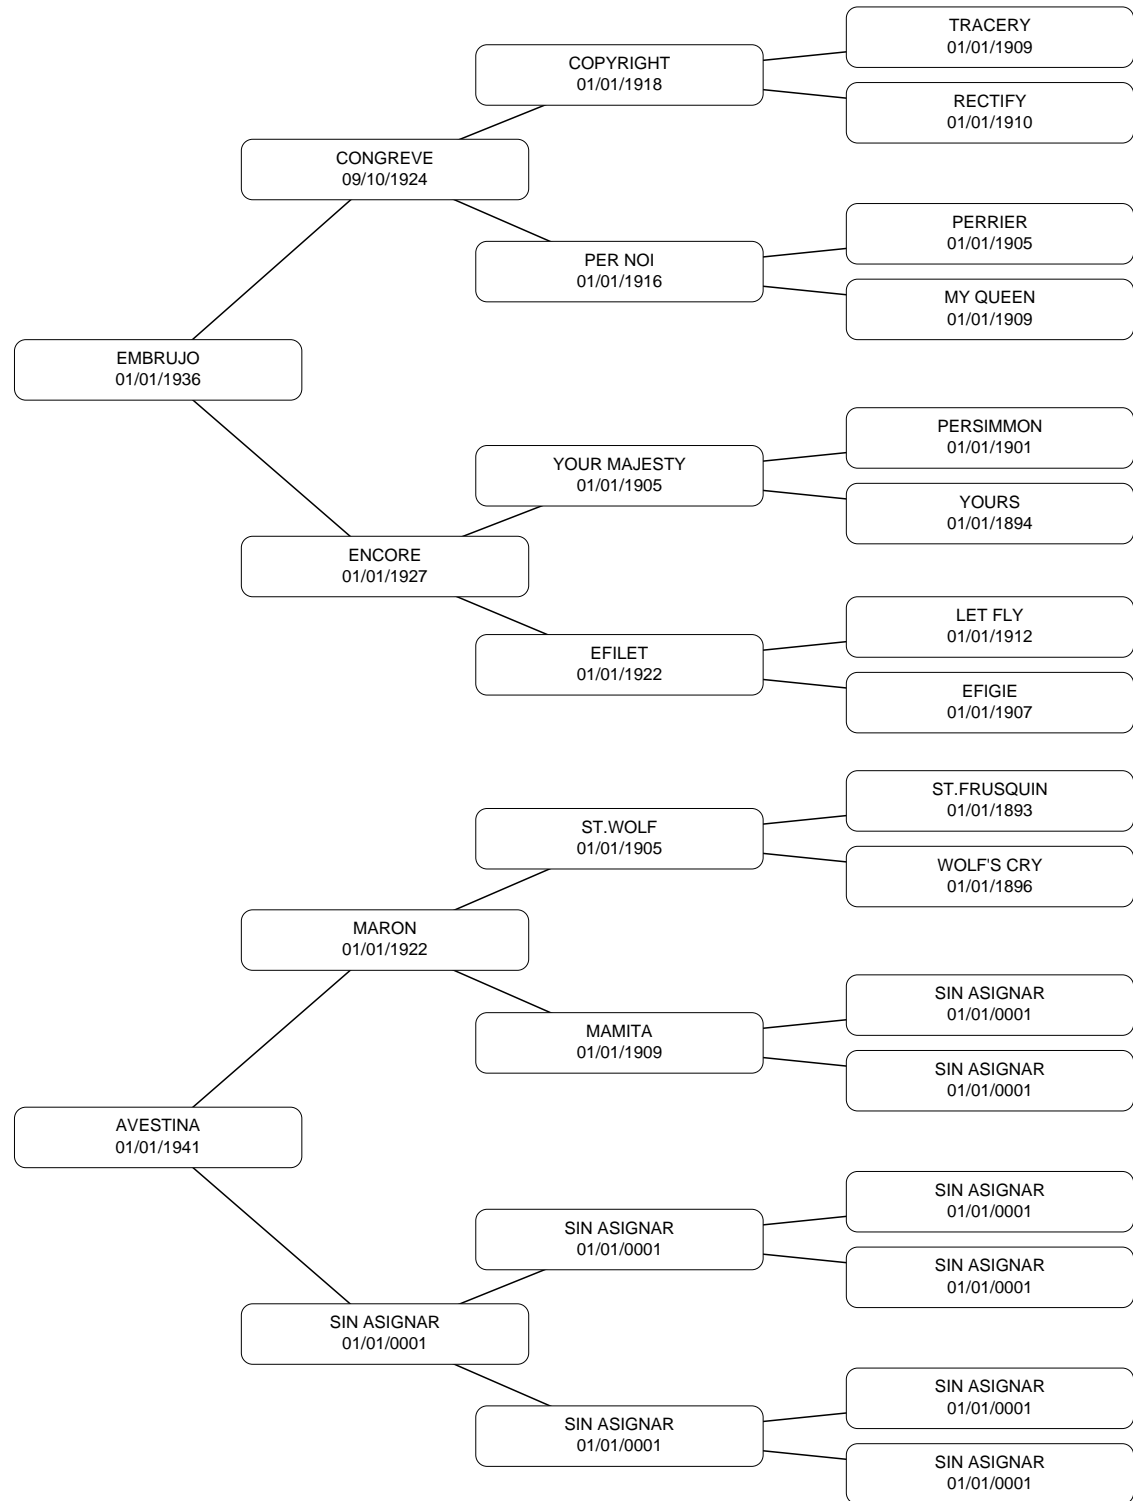 TRACERY
01/01/1909
COPYRIGHT
01/01/1918
RECTIFY
01/01/1910
CONGREVE
09/10/1924
PERRIER
01/01/1905
PER NOI
01/01/1916
MY QUEEN
01/01/1909
EMBRUJO
01/01/1936
PERSIMMON
01/01/1901
YOUR MAJESTY
01/01/1905
YOURS
01/01/1894
ENCORE
01/01/1927
LET FLY
01/01/1912
EFILET
01/01/1922
EFIGIE
01/01/1907
ST.FRUSQUIN
01/01/1893
ST.WOLF
01/01/1905
WOLF'S CRY
01/01/1896
MARON
01/01/1922
SIN ASIGNAR
01/01/0001
MAMITA
01/01/1909
SIN ASIGNAR
01/01/0001
AVESTINA
01/01/1941
SIN ASIGNAR
01/01/0001
SIN ASIGNAR
01/01/0001
SIN ASIGNAR
01/01/0001
SIN ASIGNAR
01/01/0001
SIN ASIGNAR
01/01/0001
SIN ASIGNAR
01/01/0001
SIN ASIGNAR
01/01/0001